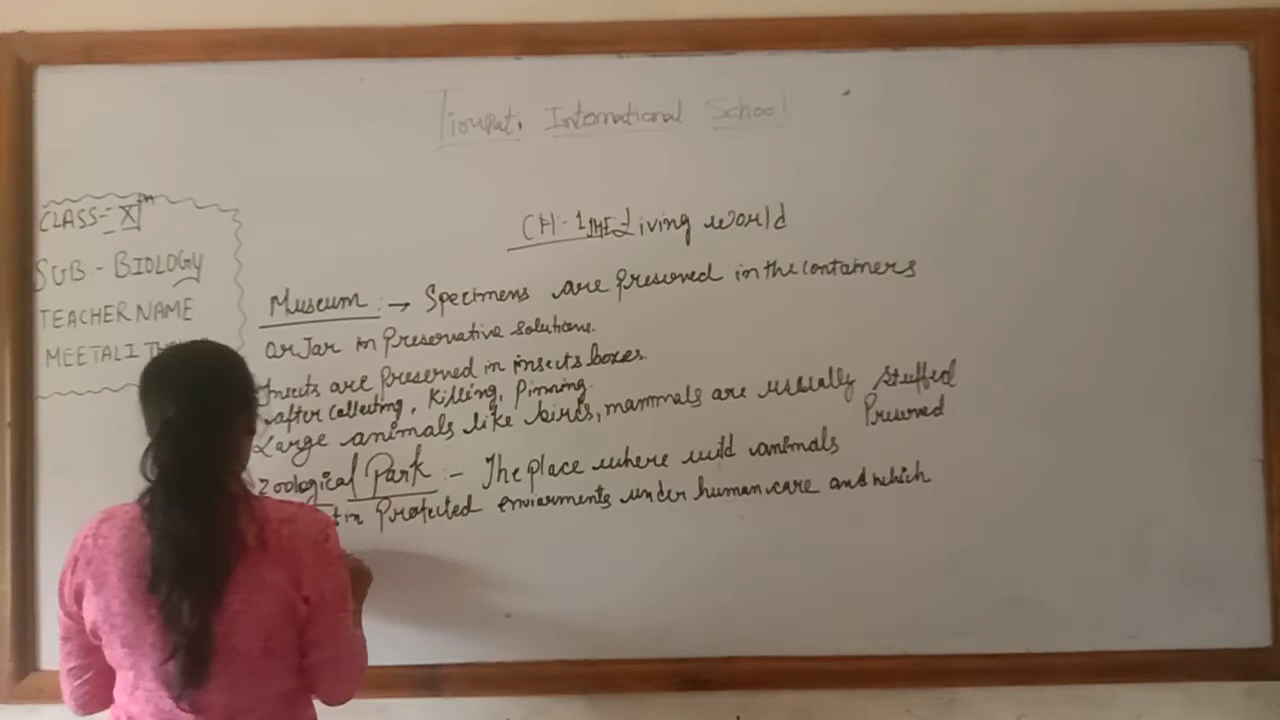 Tirupati International School
CH-1 THE Living World
CLASS- XI
SUB - BIOLOGY
TEACHER NAME
MEETALI
Museum :→ Specimens are preserved in the containers
or Jar in preservative solutions.
Insects are preserved in insects boxes.
after collecting, Killing, pinning.
Large animals like birds, mammals are usually stuffed
Zoological Park :- The place where wild animals
in protected enviarments under human care and which